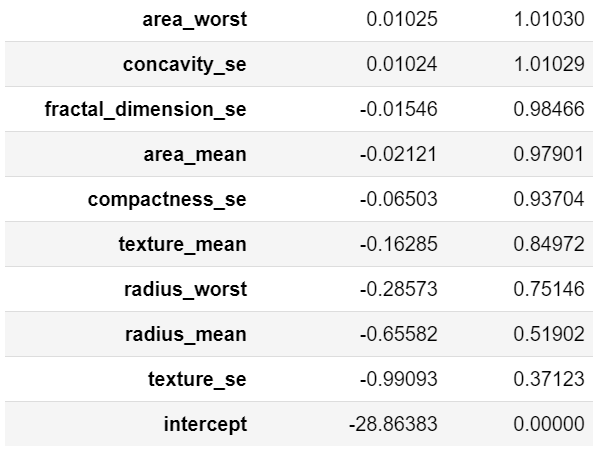 area_worst 0.01025 1.01030
concavity_se 0.01024 1.01029
fractal_dimension_se -0.01546 0.98466
area_mean -0.02121 0.97901
compactness_se -0.06503 0.93704
texture_mean -0.16285 0.84972
radius_worst -0.28573 0.75146
radius_mean -0.65582 0.51902
texture_se -0.99093 0.37123
intercept -28.86383 0.00000